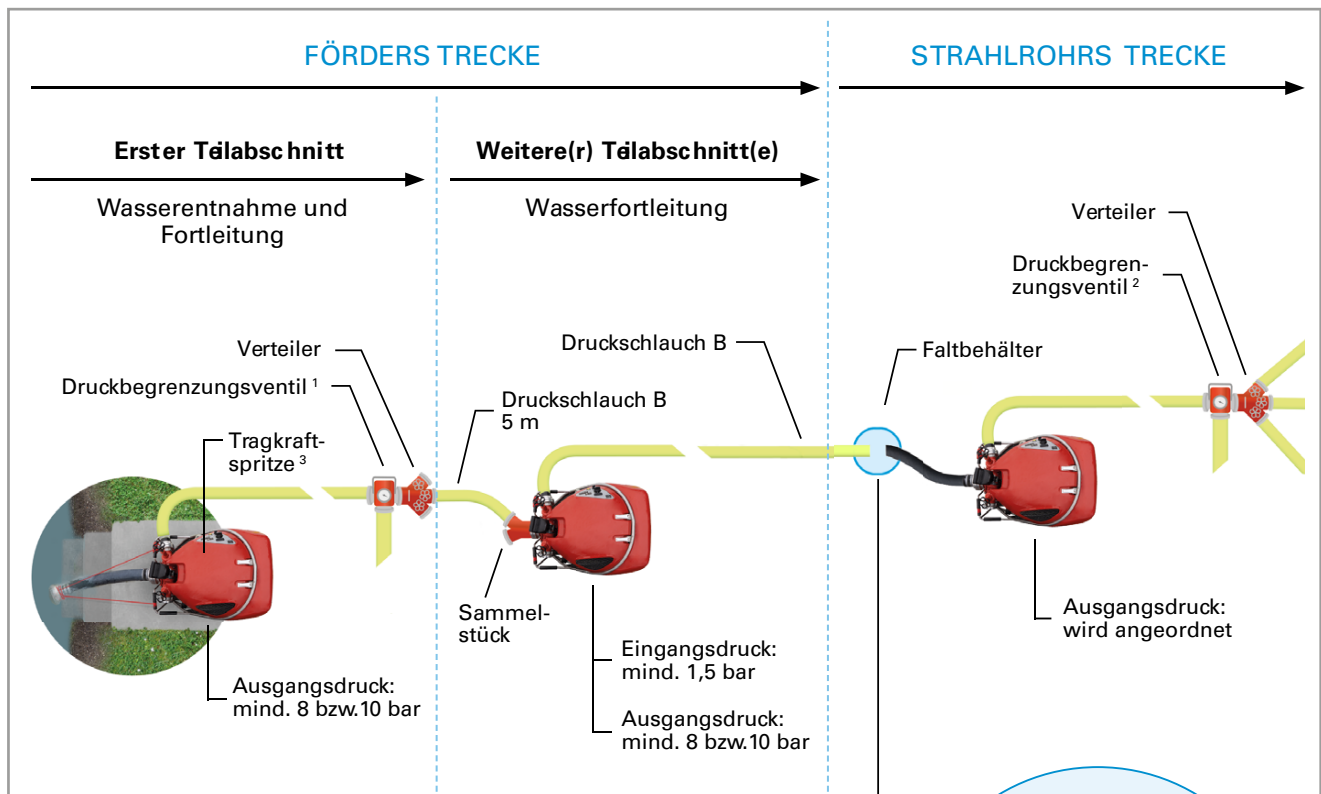 FÖRDERS TRECKE
STRAHLROHRS TRECKE
Erster Teilabschnitt
Weitere(r) Teilabschnitt(e)
Wasserentnahme und
Fortleitung
Wasserfortleitung
Verteiler
Druckbegrenzungsventil ¹
Tragkraft-
spritze ³
Ausgangsdruck:
mind. 8 bzw.10 bar
Druckschlauch B
5 m
Druckschlauch B
Sammel-
stück
Eingangsdruck:
mind. 1,5 bar
Ausgangsdruck:
mind. 8 bzw.10 bar
Verteiler
Druckbegren-
zungsventil ²
Faltbehälter
Ausgangsdruck:
wird angeordnet